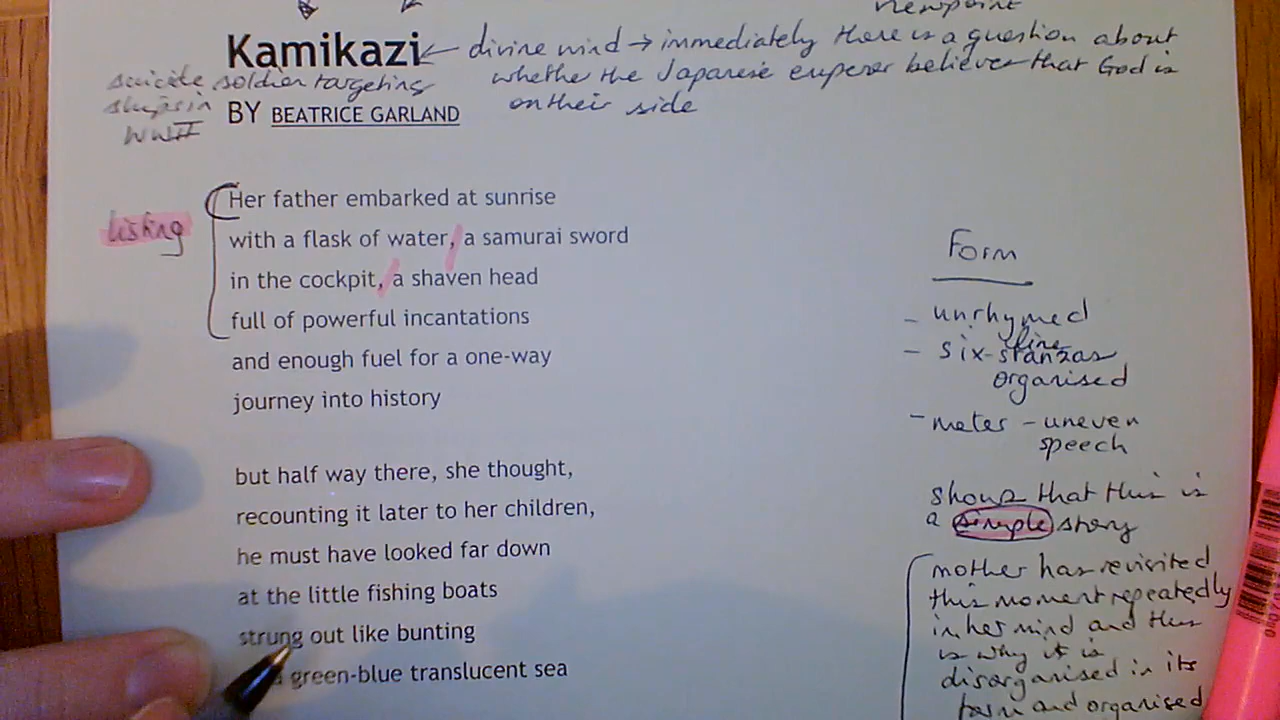 viewpoint
Kamikazi ← divine wind → immediately there is a question about
whethe the Japanese emperor believes that God is
on their side
suicide soldier targeting
ships in
WWII
BY BEATRICE GARLAND
listing
Her father embarked at sunrise
with a flask of water, a samurai sword
in the cockpit, a shaven head
full of powerful incantations
and enough fuel for a one-way
journey into history
but half way there, she thought,
recounting it later to her children,
he must have looked far down
at the little fishing boats
strung out like bunting
green-blue translucent sea
Form
- unrhymed
- six-line stanzas
organised
- meter - uneven
speech
shows that this is
a simple story
mother has revisited
this moment repeatedly
in her mind and this
is why it is
disorganised in its
form and organised